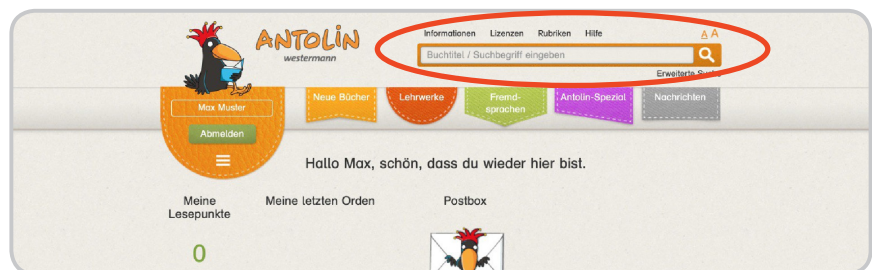 ANTOLIN
westermann
Informationen Lizenzen Rubriken Hilfe A A
Buchtitel / Suchbegriff eingeben
Erweiterte Suche
Max Muster
Abmelden
Neue Bücher
Lehrwerke
Fremd-
sprachen
Antolin-Spezial
Nachrichten
Hallo Max, schön, dass du wieder hier bist.
Meine
Lesepunkte
0
Meine letzten Orden
Postbox